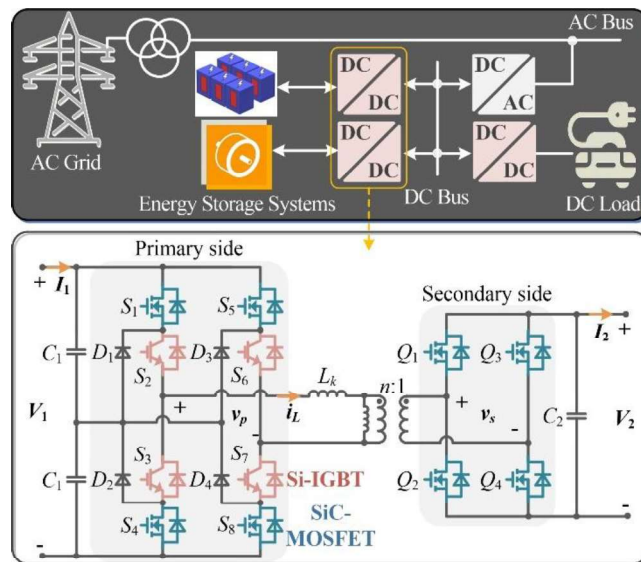 AC Bus
DC
DC
DC
AC
AC Grid
DC
DC
DC
DC
Energy Storage Systems
DC Bus
DC Load
Primary side
+
I1
S1
S5
Secondary side
I2
+
C1
D1
D3
Q1
Q3
S2
S6
Lk
n:1
V1
+
vp
iL
+
vs
C2
V2
-
-
S3
S7
C1
D2
D4
Si-IGBT
Q2
Q4
S4
S8
SiC-
MOSFET
-
-